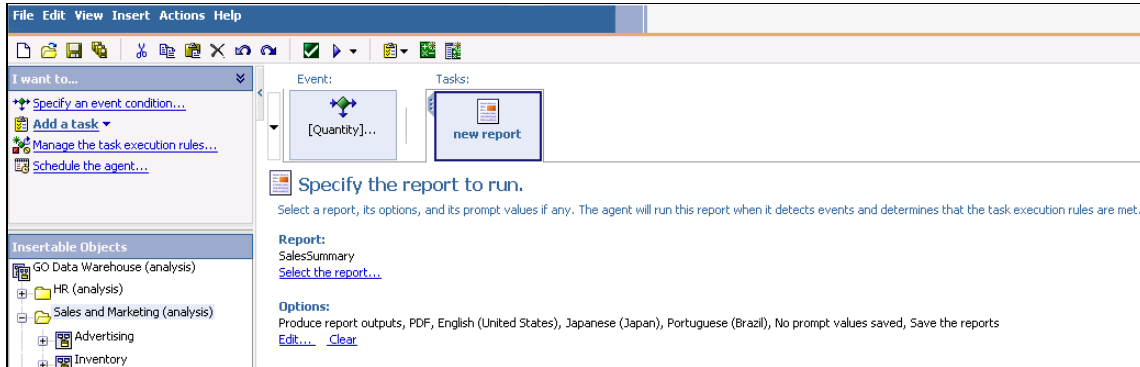 File Edit View Insert Actions Help
I want to...
Specify an event condition...
Add a task
Manage the task execution rules...
Schedule the agent...
Insertable Objects
GO Data Warehouse (analysis)
HR (analysis)
Sales and Marketing (analysis)
Advertising
Inventory
Event:
Tasks:
[Quantity]...
new report
Specify the report to run.
Select a report, its options, and its prompt values if any. The agent will run this report when it detects events and determines that the task execution rules are met.
Report:
SalesSummary
Select the report...
Options:
Produce report outputs, PDF, English (United States), Japanese (Japan), Portuguese (Brazil), No prompt values saved, Save the reports
Edit... Clear